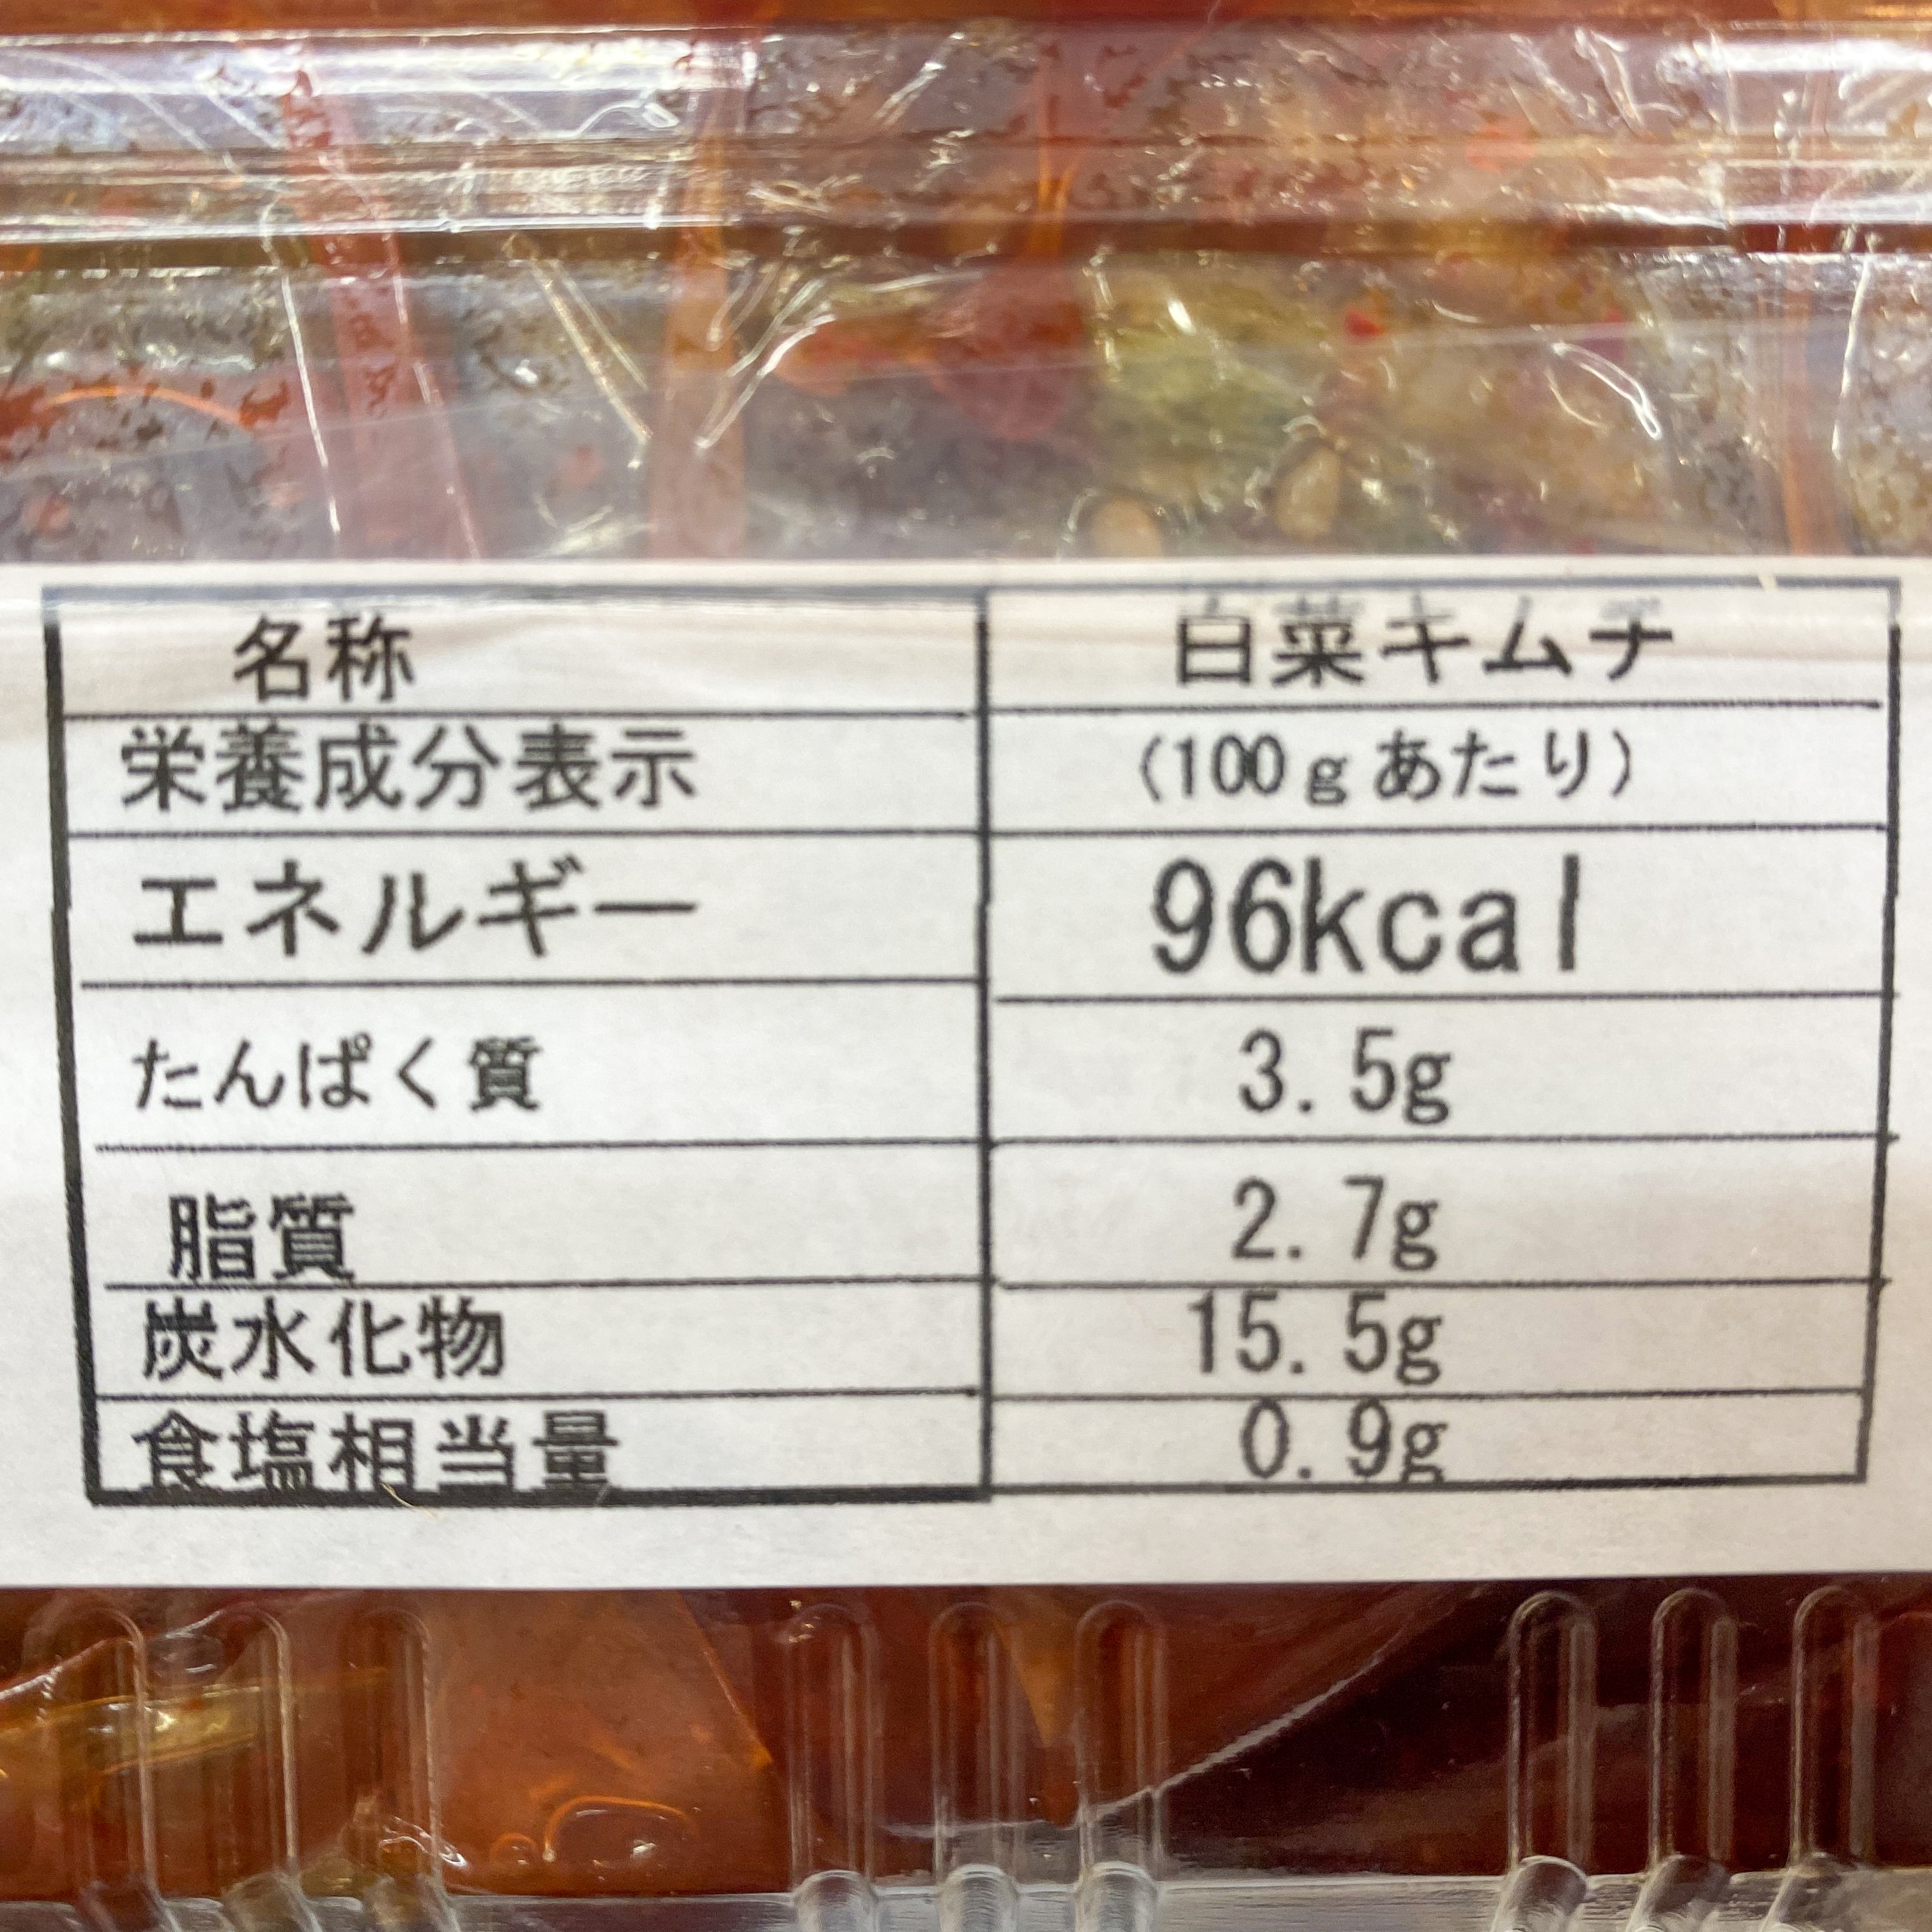 名称 白菜キムチ
栄養成分表示 (100gあたり)
エネルギー 96kcal
たんぱく質 3.5g
脂質 2.7g
炭水化物 15.5g
食塩相当量 0.9g